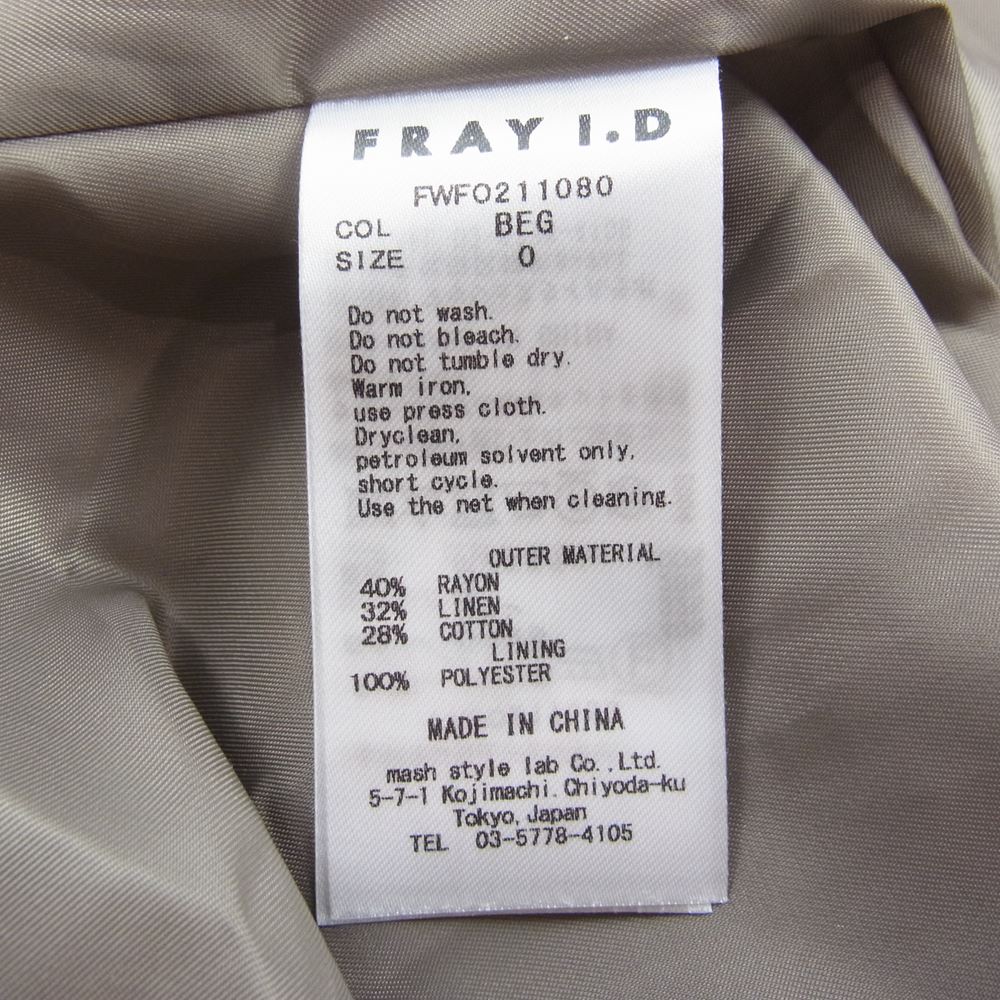 FRAY I.D
FWFO211080
COL BEG
SIZE 0
Do not wash.
Do not bleach.
Do not tumble dry.
Warm iron,
use press cloth.
Dryclean,
petroleum solvent only,
short cycle.
Use the net when cleaning.
OUTER MATERIAL
40% RAYON
32% LINEN
28% COTTON
LINING
100% POLYESTER
MADE IN CHINA
mash style lab Co.,Ltd.
5-7-1 Kojimachi.Chiyoda-ku
Tokyo,Japan
TEL 03-5778-4105